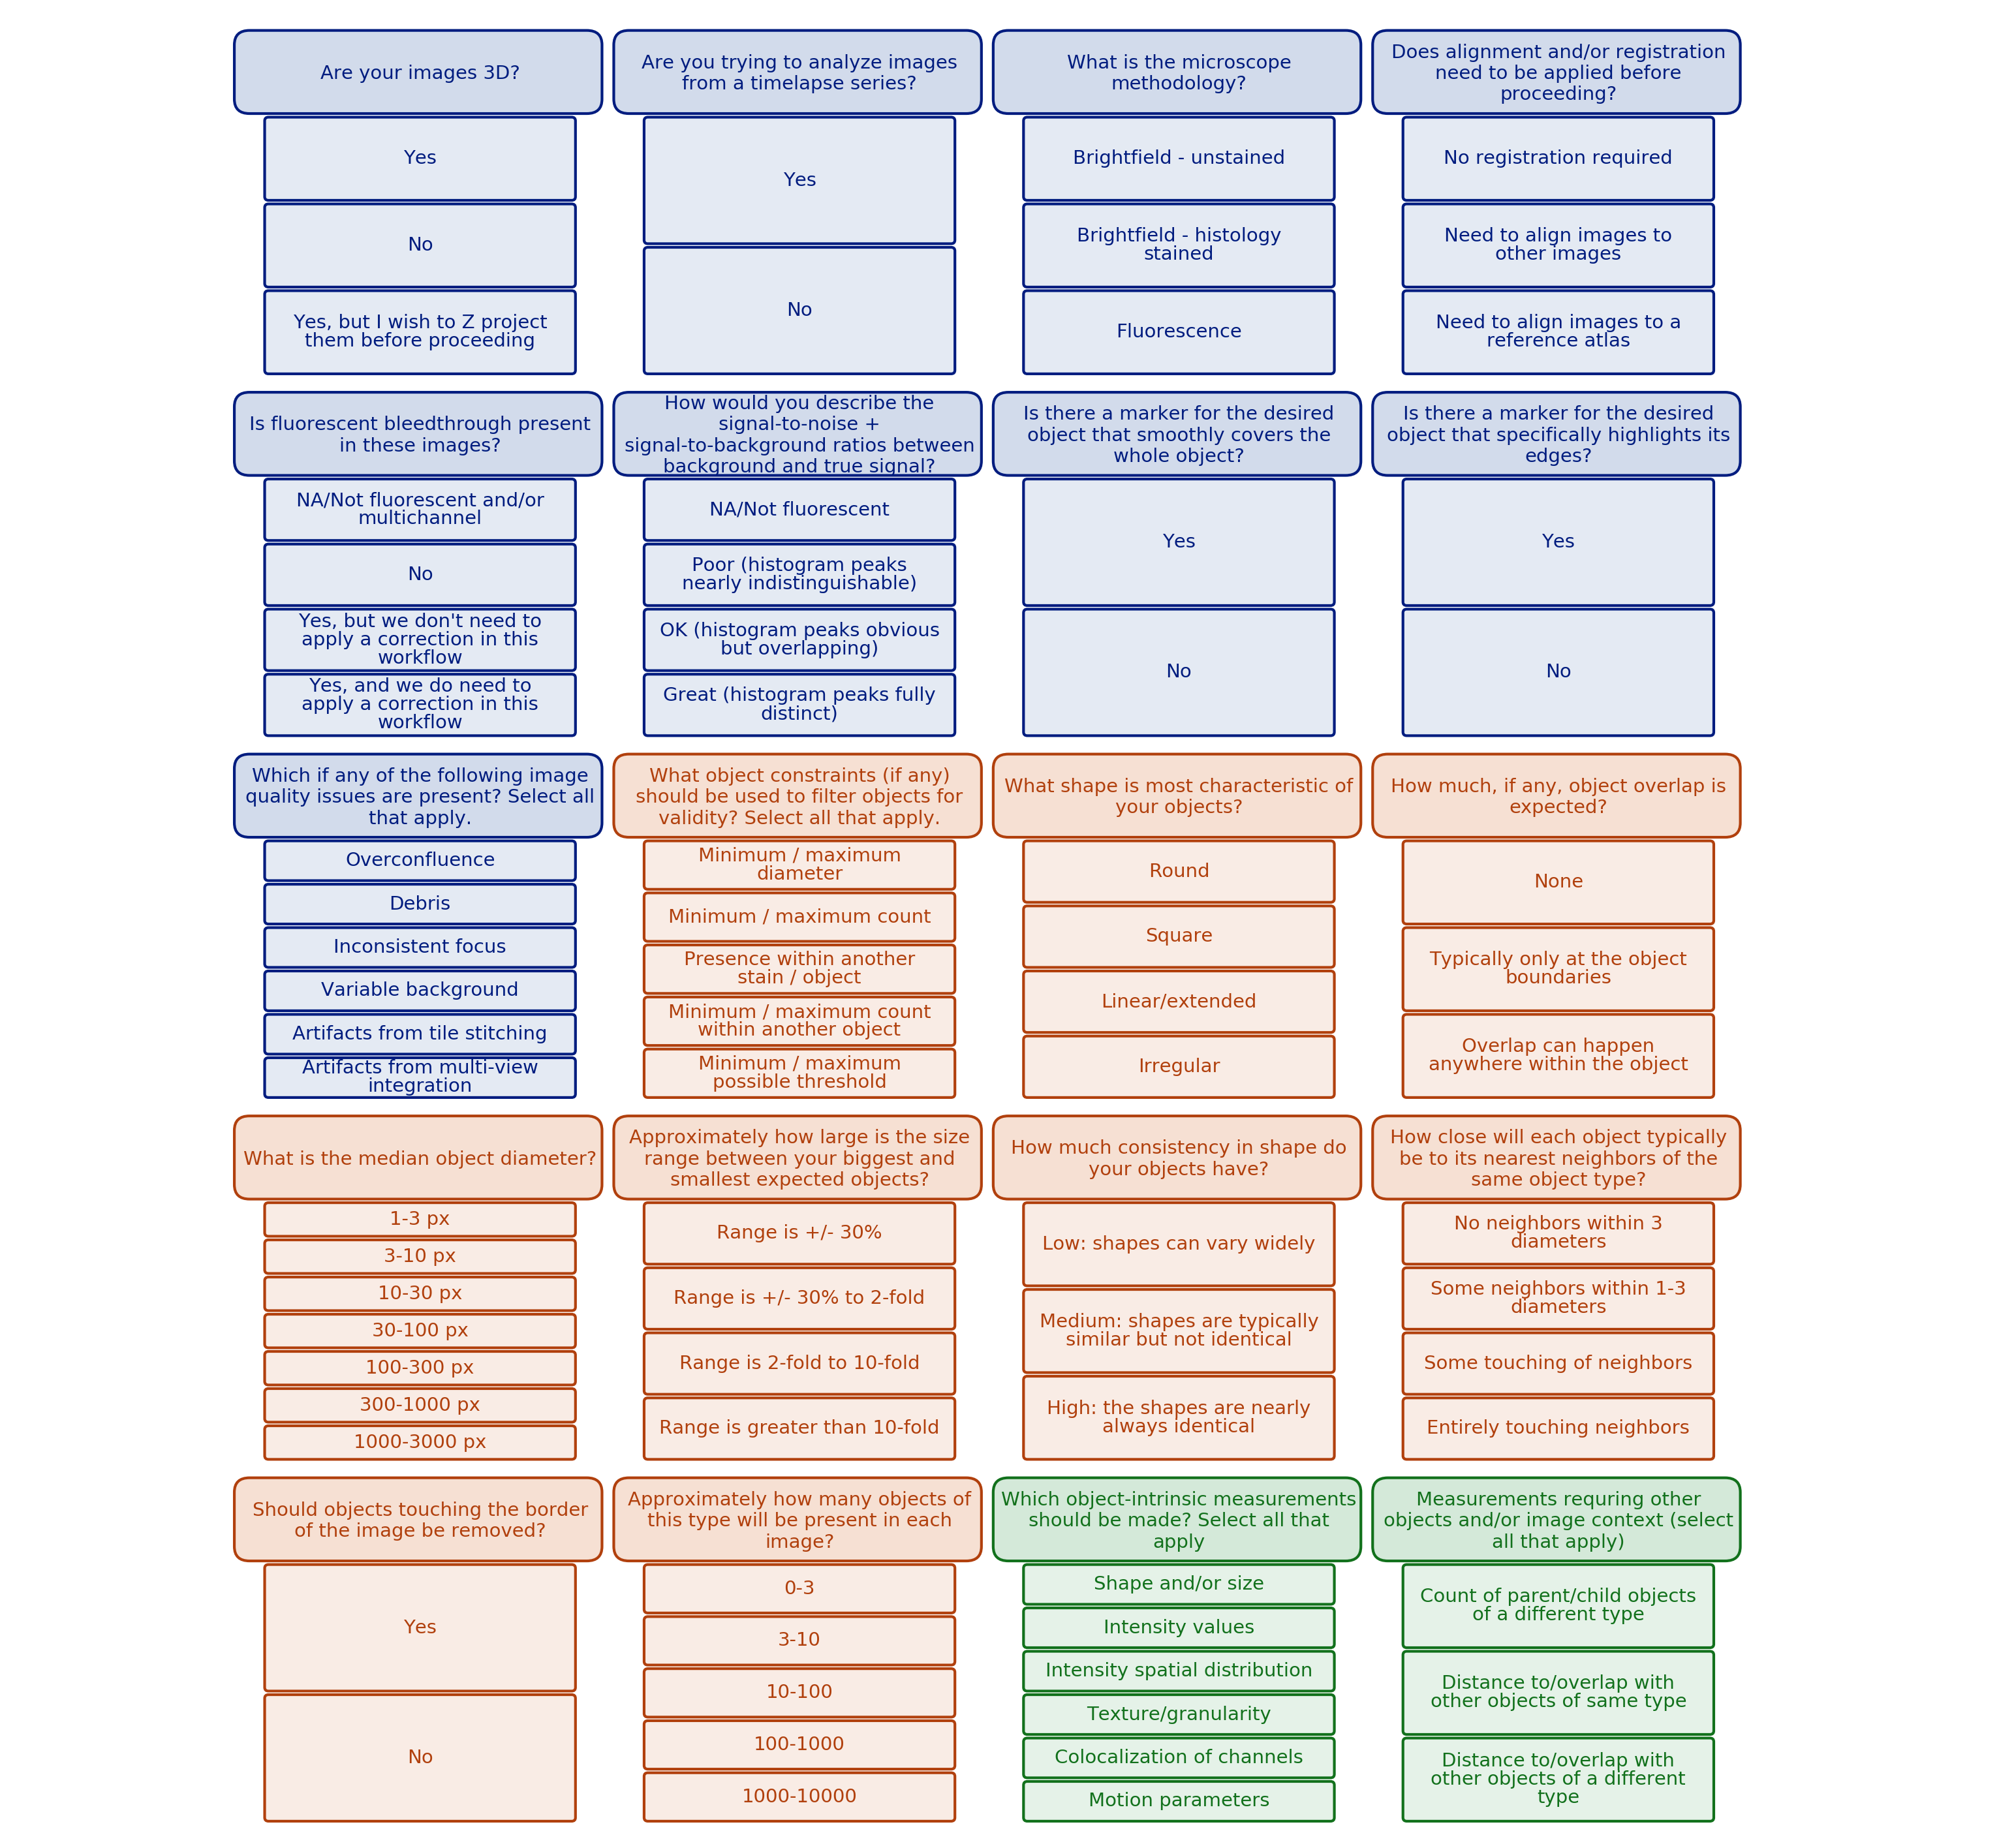 Are your images 3D?
Yes
No
Yes, but I wish to Z project
them before proceeding
Are you trying to analyze images
from a timelapse series?
Yes
No
What is the microscope
methodology?
Brightfield - unstained
Brightfield - histology
stained
Fluorescence
Does alignment and/or registration
need to be applied before
proceeding?
No registration required
Need to align images to
other images
Need to align images to a
reference atlas
Is fluorescent bleedthrough present
in these images?
NA/Not fluorescent and/or
multichannel
No
Yes, but we don't need to
apply a correction in this
workflow
Yes, and we do need to
apply a correction in this
workflow
How would you describe the
signal-to-noise +
signal-to-background ratios between
background and true signal?
NA/Not fluorescent
Poor (histogram peaks
nearly indistinguishable)
OK (histogram peaks obvious
but overlapping)
Great (histogram peaks fully
distinct)
Is there a marker for the desired
object that smoothly covers the
whole object?
Yes
No
Is there a marker for the desired
object that specifically highlights its
edges?
Yes
No
Which if any of the following image
quality issues are present? Select all
that apply.
Overconfluence
Debris
Inconsistent focus
Variable background
Artifacts from tile stitching
Artifacts from multi-view
integration
What object constraints (if any)
should be used to filter objects for
validity? Select all that apply.
Minimum / maximum
diameter
Minimum / maximum count
Presence within another
stain / object
Minimum / maximum count
within another object
Minimum / maximum
possible threshold
What shape is most characteristic of
your objects?
Round
Square
Linear/extended
Irregular
How much, if any, object overlap is
expected?
None
Typically only at the object
boundaries
Overlap can happen
anywhere within the object
What is the median object diameter?
1-3 px
3-10 px
10-30 px
30-100 px
100-300 px
300-1000 px
1000-3000 px
Approximately how large is the size
range between your biggest and
smallest expected objects?
Range is +/- 30%
Range is +/- 30% to 2-fold
Range is 2-fold to 10-fold
Range is greater than 10-fold
How much consistency in shape do
your objects have?
Low: shapes can vary widely
Medium: shapes are typically
similar but not identical
High: the shapes are nearly
always identical
How close will each object typically
be to its nearest neighbors of the
same object type?
No neighbors within 3
diameters
Some neighbors within 1-3
diameters
Some touching of neighbors
Entirely touching neighbors
Should objects touching the border
of the image be removed?
Yes
No
Approximately how many objects of
this type will be present in each
image?
0-3
3-10
10-100
100-1000
1000-10000
Which object-intrinsic measurements
should be made? Select all that
apply
Shape and/or size
Intensity values
Intensity spatial distribution
Texture/granularity
Colocalization of channels
Motion parameters
Measurements requring other
objects and/or image context (select
all that apply)
Count of parent/child objects
of a different type
Distance to/overlap with
other objects of same type
Distance to/overlap with
other objects of a different
type